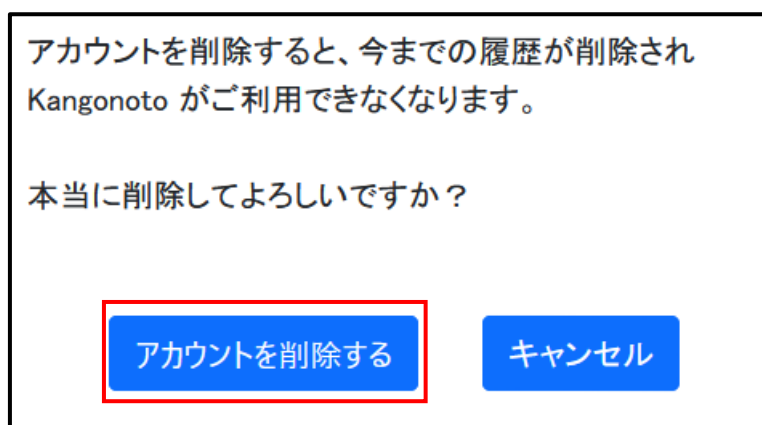 アカウントを削除すると、今までの履歴が削除され
Kangonoto がご利用できなくなります。
本当に削除してよろしいですか？
アカウントを削除する
キャンセル